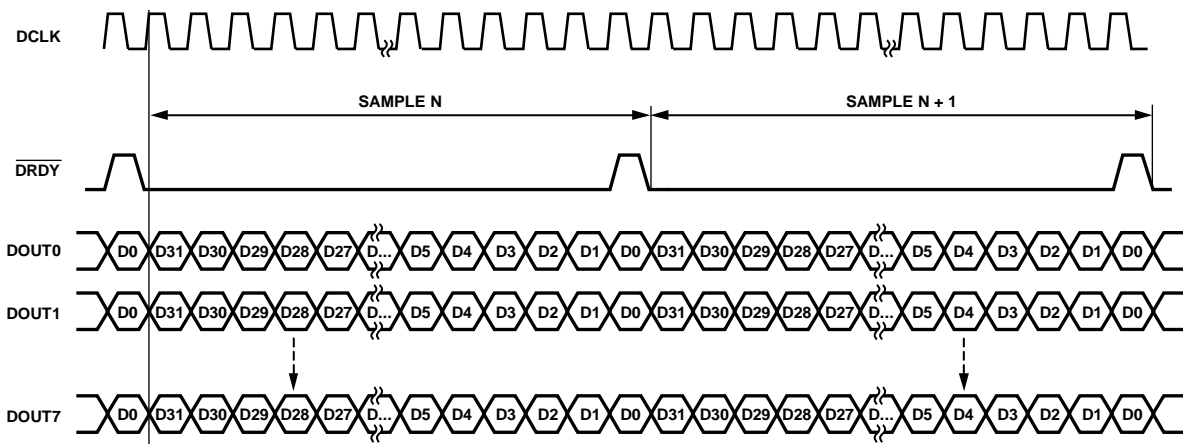 DCLK
SAMPLE N SAMPLE N + 1
DRDY
DOUT0 D0 D31 D30 D29 D28 D27 D... D5 D4 D3 D2 D1 D0 D31 D30 D29 D28 D27 D... D5 D4 D3 D2 D1 D0
DOUT1 D0 D31 D30 D29 D28 D27 D... D5 D4 D3 D2 D1 D0 D31 D30 D29 D28 D27 D... D5 D4 D3 D2 D1 D0
DOUT7 D0 D31 D30 D29 D28 D27 D... D5 D4 D3 D2 D1 D0 D31 D30 D29 D28 D27 D... D5 D4 D3 D2 D1 D0